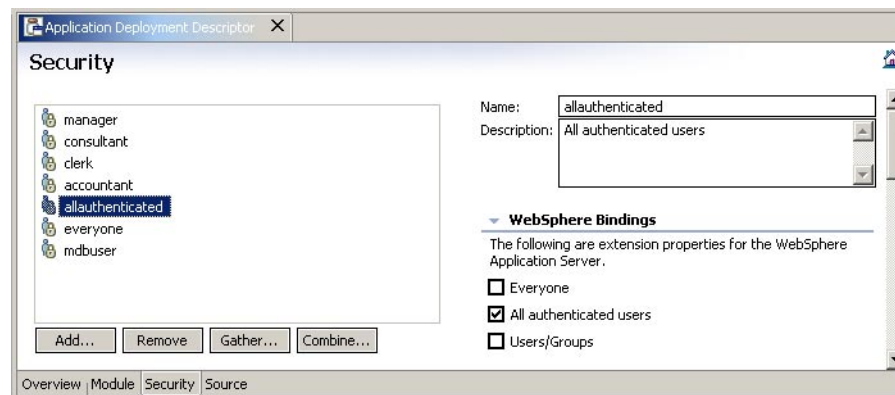 Application Deployment Descriptor
Security
manager
consultant
clerk
accountant
allauthenticated
everyone
mdbuser
Add... Remove Gather... Combine...
Name: allauthenticated
Description: All authenticated users
WebSphere Bindings
The following are extension properties for the WebSphere
Application Server.
Everyone
All authenticated users
Users/Groups
Overview Module Security Source